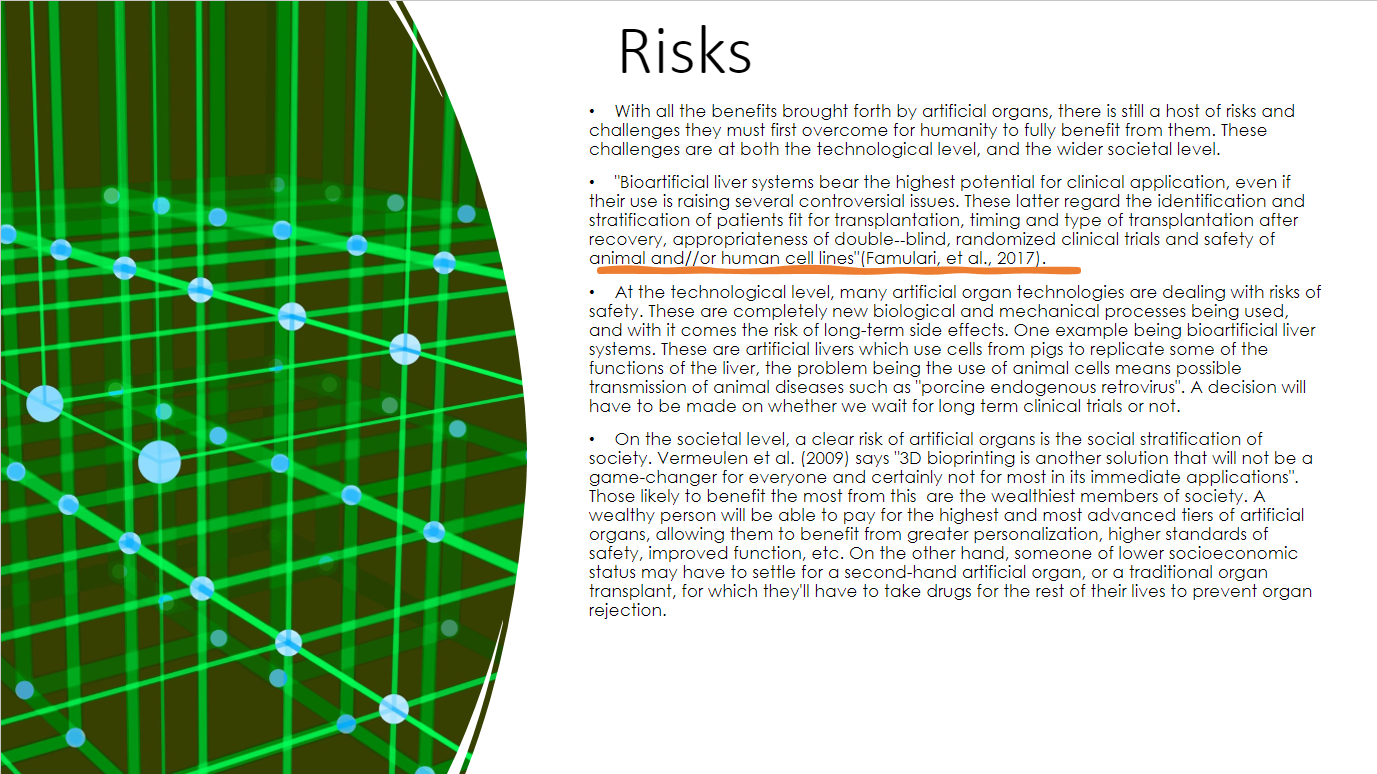 Risks
• With all the benefits brought forth by artificial organs, there is still a host of risks and
challenges they must first overcome for humanity to fully benefit from them. These
challenges are at both the technological level, and the wider societal level.
• "Bioartificial liver systems bear the highest potential for clinical application, even if
their use is raising several controversial issues. These latter regard the identification and
stratification of patients fit for transplantation, timing and type of transplantation after
recovery, appropriateness of double--blind, randomized clinical trials and safety of
animal and//or human cell lines"(Famulari, et al., 2017).
• At the technological level, many artificial organ technologies are dealing with risks of
safety. These are completely new biological and mechanical processes being used,
and with it comes the risk of long-term side effects. One example being bioartificial liver
systems. These are artificial livers which use cells from pigs to replicate some of the
functions of the liver, the problem being the use of animal cells means possible
transmission of animal diseases such as "porcine endogenous retrovirus". A decision will
have to be made on whether we wait for long term clinical trials or not.
• On the societal level, a clear risk of artificial organs is the social stratification of
society. Vermeulen et al. (2009) says "3D bioprinting is another solution that will not be a
game-changer for everyone and certainly not for most in its immediate applications".
Those likely to benefit the most from this  are the wealthiest members of society. A
wealthy person will be able to pay for the highest and most advanced tiers of artificial
organs, allowing them to benefit from greater personalization, higher standards of
safety, improved function, etc. On the other hand, someone of lower socioeconomic
status may have to settle for a second-hand artificial organ, or a traditional organ
transplant, for which they'll have to take drugs for the rest of their lives to prevent organ
rejection.